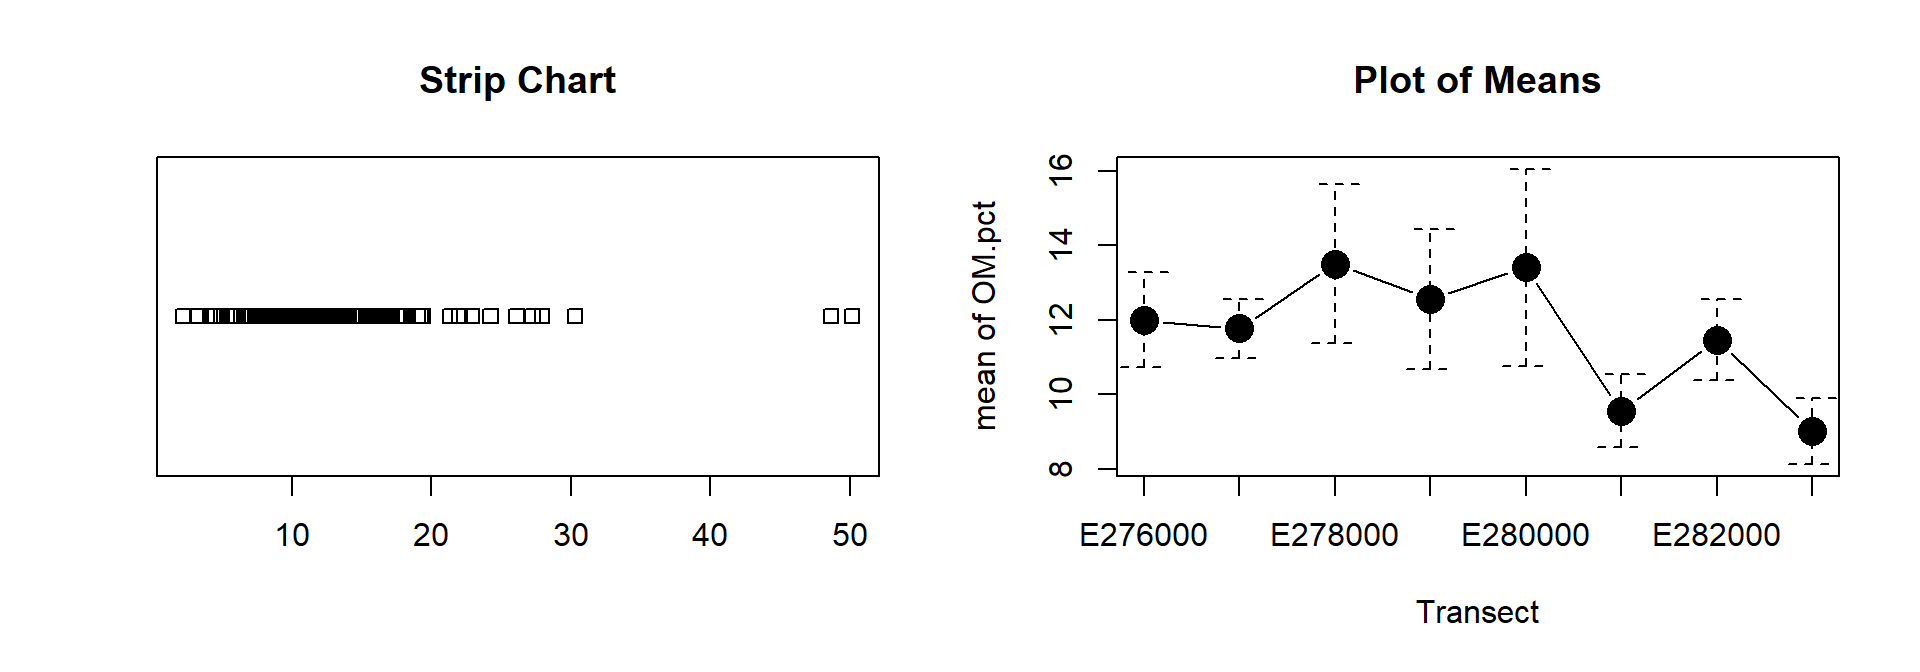 Strip Chart
10 20 30 40 50
Plot of Means
mean of OM.pct
16
14
12
10
8
E276000 E278000 E280000 E282000
Transect